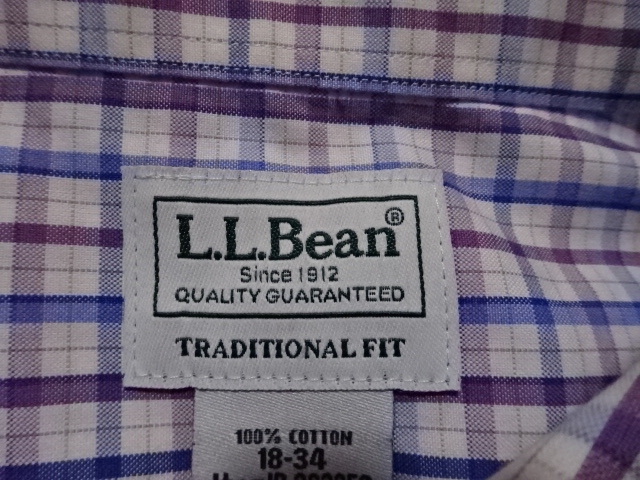 L.L.Bean®
Since 1912
QUALITY GUARANTEED
TRADITIONAL FIT
100% COTTON
18-34